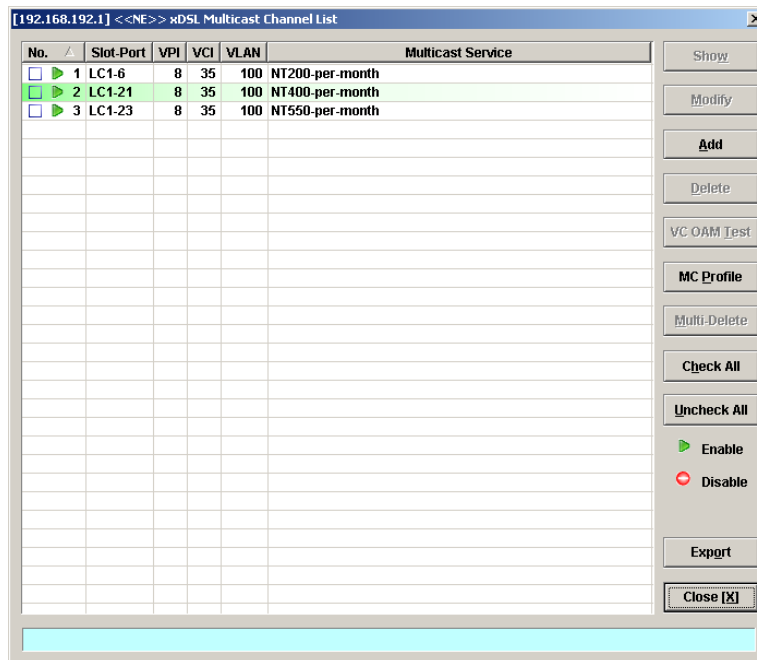 [192.168.192.1] <<NE>> xDSL Multicast Channel List
No. Slot-Port VPI VCI VLAN Multicast Service
1 LC1-6 8 35 100 NT200-per-month
2 LC1-21 8 35 100 NT400-per-month
3 LC1-23 8 35 100 NT550-per-month
Show
Modify
Add
Delete
VC OAM Test
MC Profile
Multi-Delete
Check All
Uncheck All
Enable
Disable
Export
Close [X]